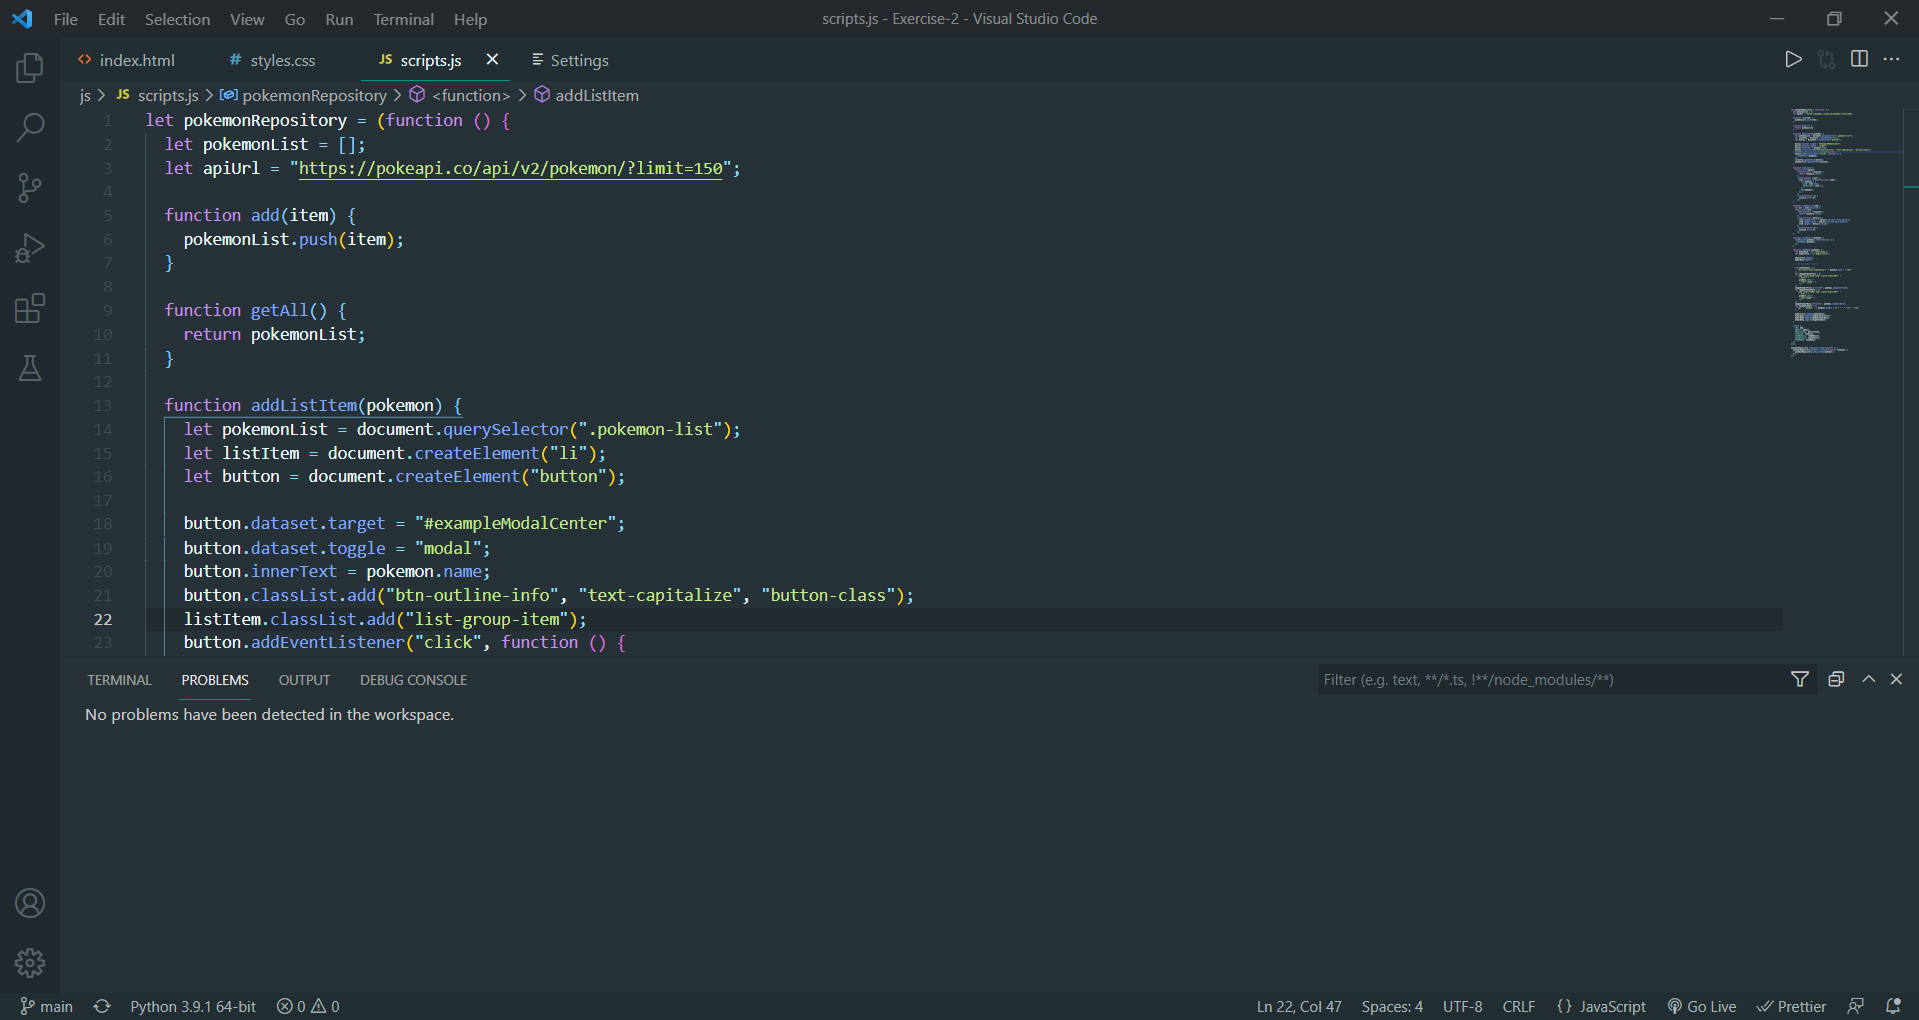 File Edit Selection View Go Run Terminal Help scripts.js - Exercise-2 - Visual Studio Code
index.html # styles.css JS scripts.js Settings
js > JS scripts.js > pokemonRepository > <function> > addListItem
1 let pokemonRepository = (function () {
2 let pokemonList = [];
3 let apiUrl = "https://pokeapi.co/api/v2/pokemon/?limit=150";
4
5 function add(item) {
6 pokemonList.push(item);
7 }
8
9 function getAll() {
10 return pokemonList;
11 }
12
13 function addListItem(pokemon) {
14 let pokemonList = document.querySelector(".pokemon-list");
15 let listItem = document.createElement("li");
16 let button = document.createElement("button");
17
18 button.dataset.target = "#exampleModalCenter";
19 button.dataset.toggle = "modal";
20 button.innerText = pokemon.name;
21 button.classList.add("btn-outline-info", "text-capitalize", "button-class");
22 listItem.classList.add("list-group-item");
23 button.addEventListener("click", function () {
TERMINAL PROBLEMS OUTPUT DEBUG CONSOLE Filter (e.g. text, **/*.ts, !**/node_modules/**)
No problems have been detected in the workspace.
main Python 3.9.1 64-bit 0 0 Ln 22, Col 47 Spaces: 4 UTF-8 CRLF {} JavaScript Go Live Prettier